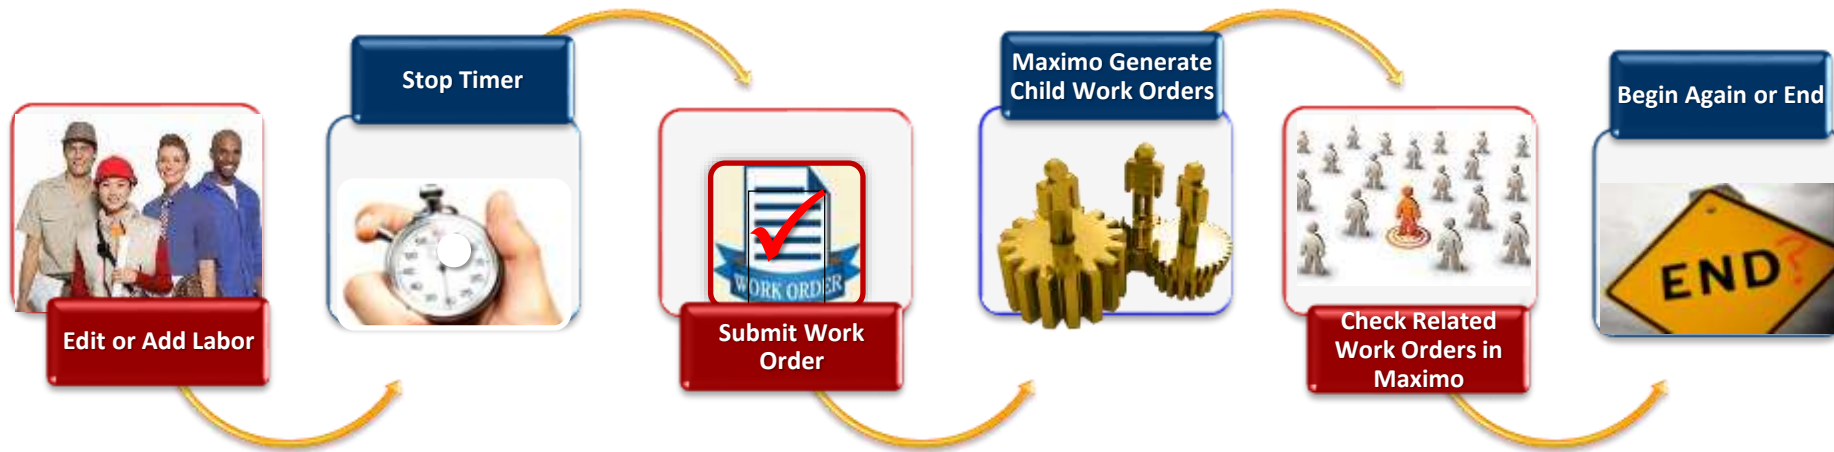 Edit or Add Labor
Stop Timer
WORK ORDER
Submit Work
Order
Maximo Generate
Child Work Orders
Check Related
Work Orders in
Maximo
Begin Again or End
END?